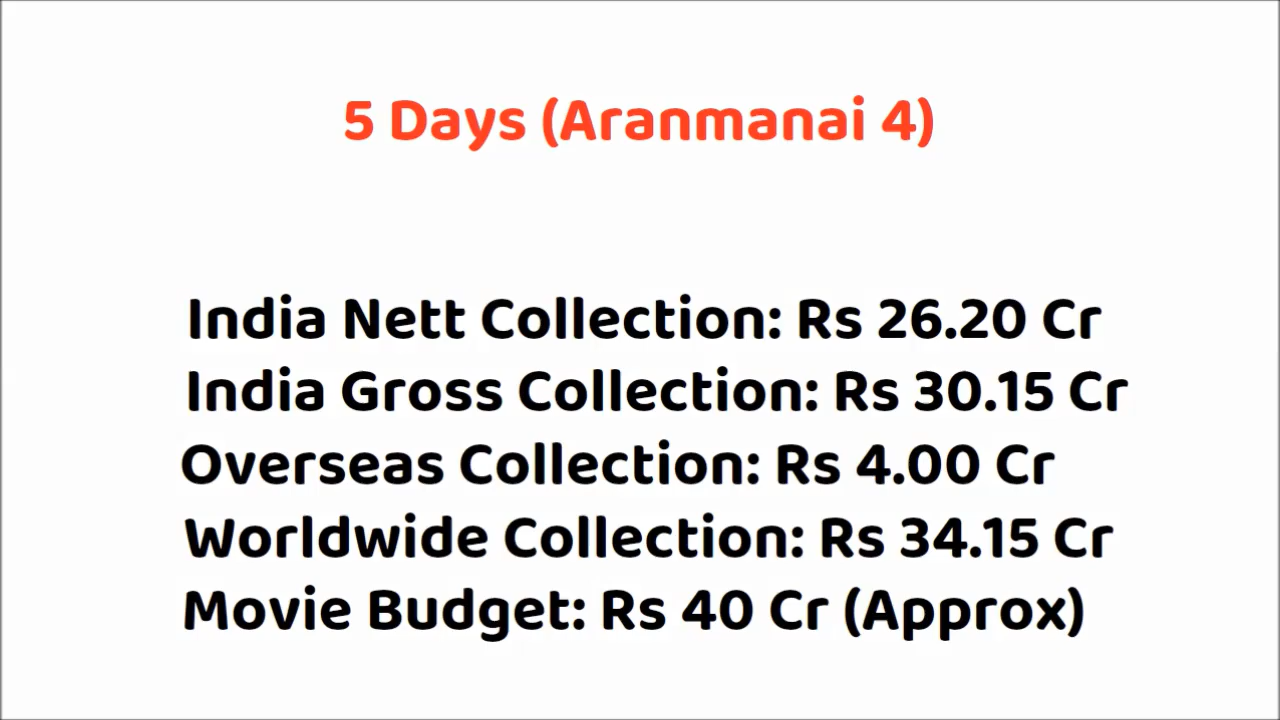 5 Days (Aranmanai 4)
India Nett Collection: Rs 26.20 Cr
India Gross Collection: Rs 30.15 Cr
Overseas Collection: Rs 4.00 Cr
Worldwide Collection: Rs 34.15 Cr
Movie Budget: Rs 40 Cr (Approx)